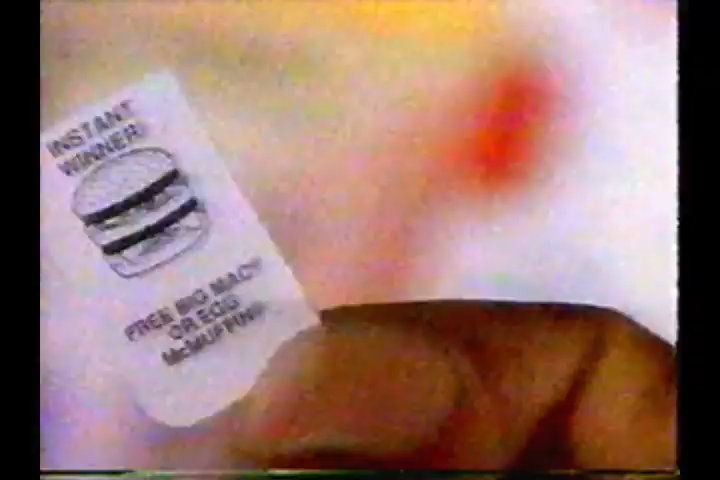 INSTANT
WINNER!
FREE BIG MAC®
OR EGG
McMUFFIN®